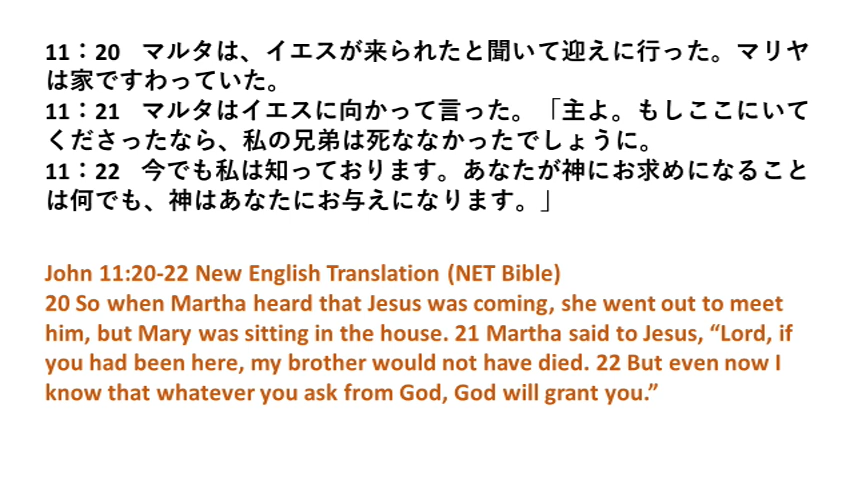 11：20　マルタは、イエスが来られたと聞いて迎えに行った。マリヤ
は家ですわっていた。
11：21　マルタはイエスに向かって言った。「主よ。もしここにいて
くださったなら、私の兄弟は死ななかったでしょうに。
11：22　今でも私は知っております。あなたが神にお求めになること
は何でも、神はあなたにお与えになります。」
John 11:20-22 New English Translation (NET Bible)
20 So when Martha heard that Jesus was coming, she went out to meet
him, but Mary was sitting in the house. 21 Martha said to Jesus, “Lord, if
you had been here, my brother would not have died. 22 But even now I
know that whatever you ask from God, God will grant you.”